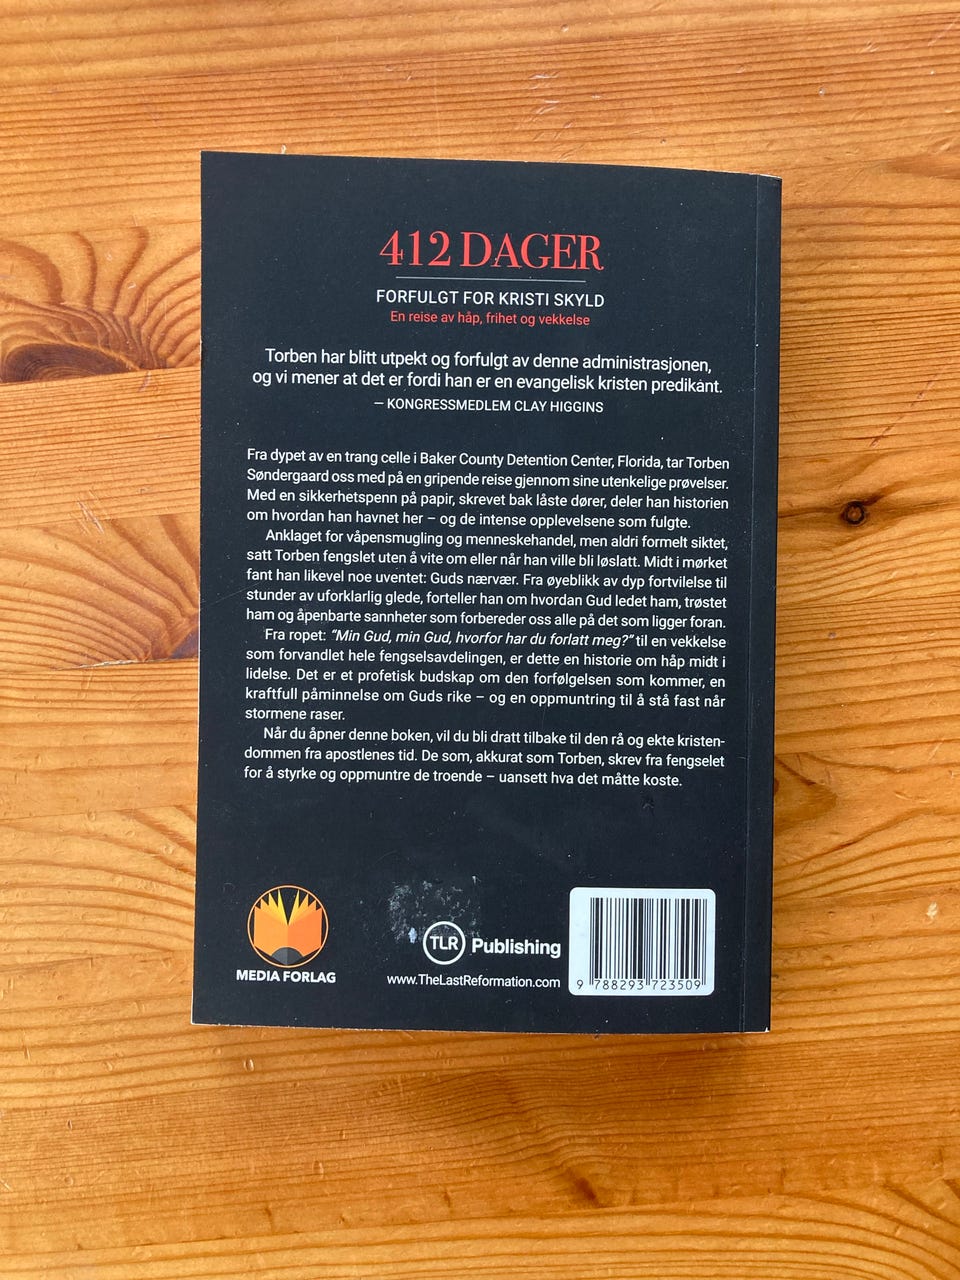 412 DAGER
FORFULGT FOR KRISTI SKYLD
En reise av håp, frihet og vekkelse
Torben har blitt utpekt og forfulgt av denne administrasjonen,
og vi mener at det er fordi han er en evangelisk kristen predikant.
– KONGRESSMEDLEM CLAY HIGGINS
Fra dypet av en trang celle i Baker County Detention Center, Florida, tar Torben
Søndergaard oss med på en gripende reise gjennom sine utenkelige prøvelser.
Med en sikkerhetspenn på papir, skrevet bak låste dører, deler han historien
om hvordan han havnet her – og de intense opplevelsene som fulgte.
Anklaget for våpensmugling og menneskehandel, men aldri formelt siktet,
satt Torben fengslet uten å vite om eller når han ville bli løslatt. Midt i mørket
fant han likevel noe uventet: Guds nærvær. Fra øyeblikk av dyp fortvilelse til
stunder av uforklarlig glede, forteller han om hvordan Gud ledet ham, trøstet
ham og åpenbarte sannheter som forbereder oss alle på det som ligger foran.
Fra ropet: “Min Gud, min Gud, hvorfor har du forlatt meg?” til en vekkelse
som forvandlet hele fengselsavdelingen, er dette en historie om håp midt i
lidelse. Det er et profetisk budskap om den forfølgelsen som kommer, en
kraftfull påminnelse om Guds rike – og en oppmuntring til å stå fast når
stormene raser.
Når du åpner denne boken, vil du bli dratt tilbake til den rå og ekte kristen-
dommen fra apostlenes tid. De som, akkurat som Torben, skrev fra fengselet
for å styrke og oppmuntre de troende – uansett hva det måtte koste.
MEDIA FORLAG
TLR Publishing
www.TheLastReformation.com
9 788293 723509